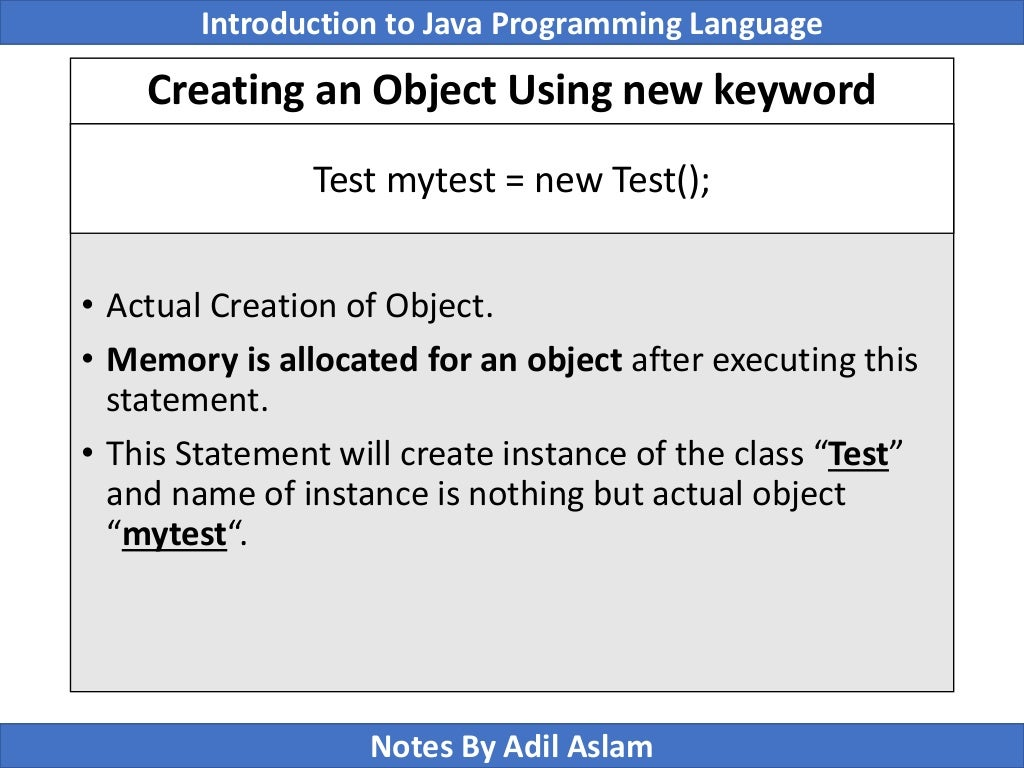 Introduction to Java Programming Language
Creating an Object Using new keyword
Test mytest = new Test();
• Actual Creation of Object.
• Memory is allocated for an object after executing this
statement.
• This Statement will create instance of the class “Test”
and name of instance is nothing but actual object
“mytest“.
Notes By Adil Aslam